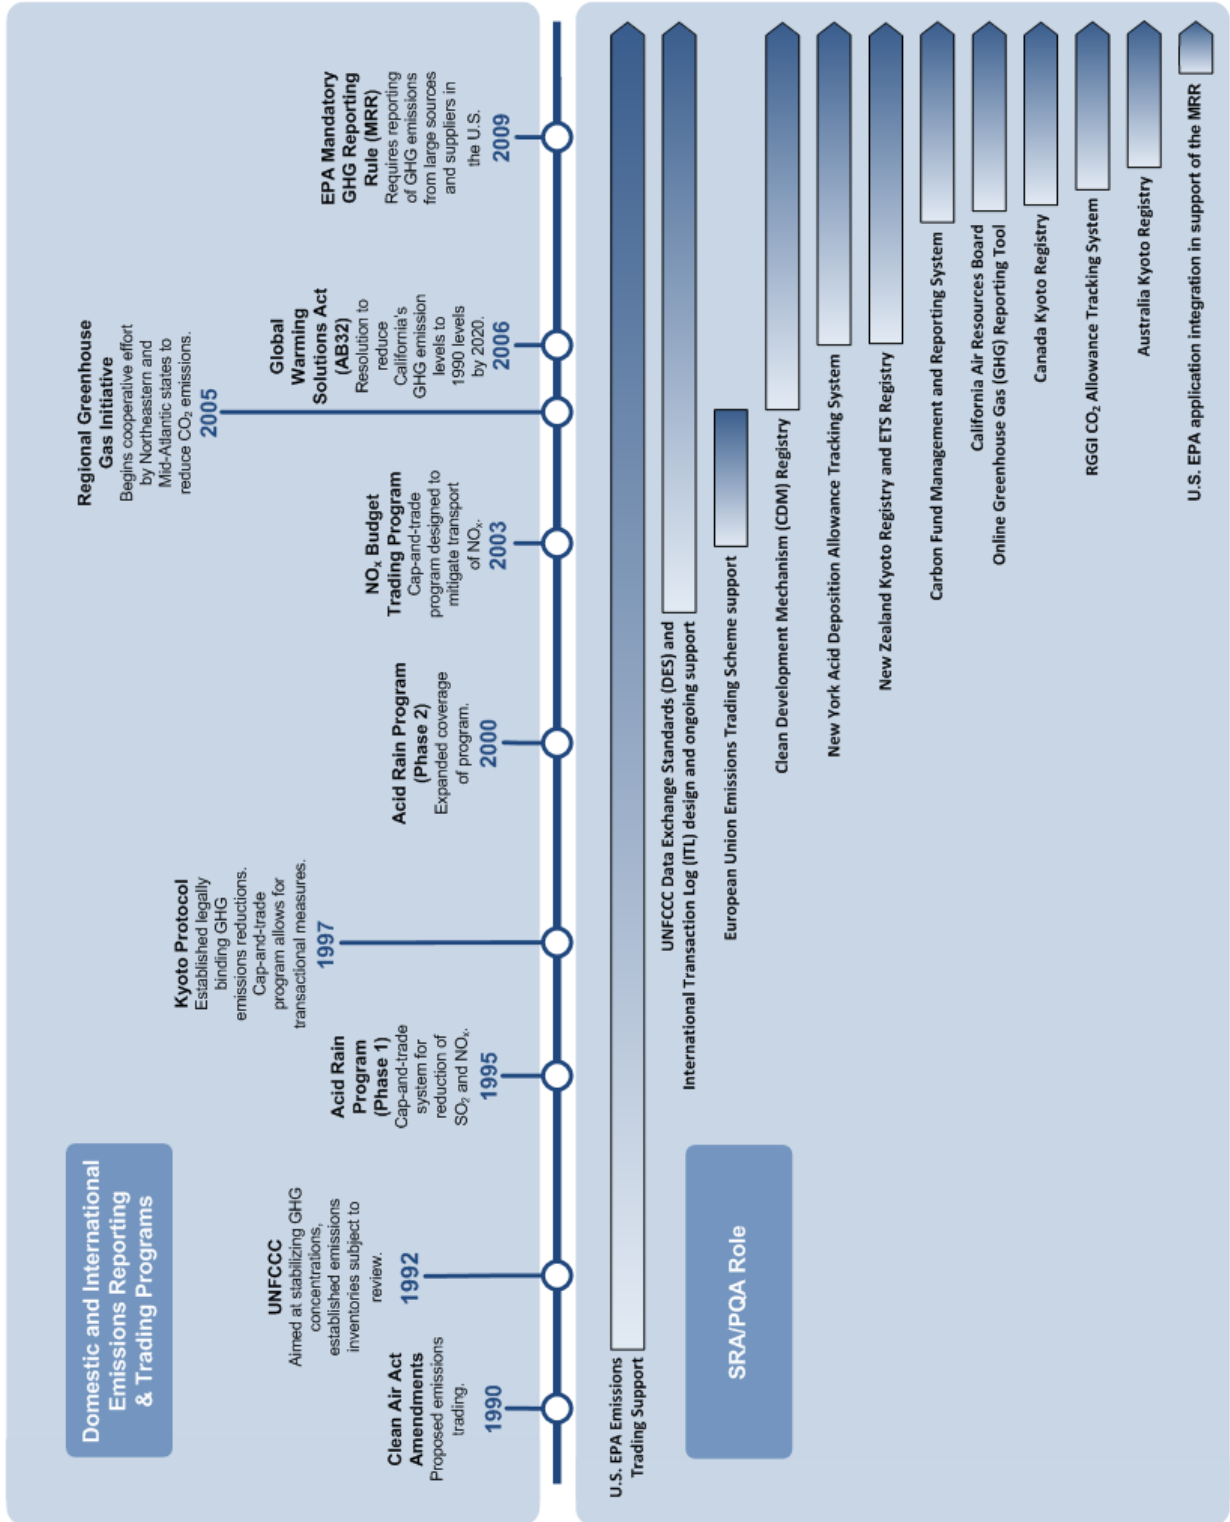 Domestic and International
Emissions Reporting
& Trading Programs
Clean Air Act
Amendments
Proposed emissions
trading.
1990
UNFCCC
Aimed at stabilizing GHG
concentrations,
established emissions
inventories subject to
review.
1992
Acid Rain
Program
(Phase 1)
Cap-and-trade
system for
reduction of
SO₂ and NOₓ.
1995
Kyoto Protocol
Established legally
binding GHG
emissions reductions.
Cap-and-trade
program allows for
transactional measures.
1997
Acid Rain Program
(Phase 2)
Expanded coverage
of program.
2000
NOₓ Budget
Trading Program
Cap-and-trade
program designed to
mitigate transport
of NOₓ.
2003
Regional Greenhouse
Gas Initiative
Begins cooperative effort
by Northeastern and
Mid-Atlantic states to
reduce CO₂ emissions.
2005
Global
Warming
Solutions Act
(AB32)
Resolution to
reduce
California's
GHG emission
levels to
1990 levels
by 2020.
2006
EPA Mandatory
GHG Reporting
Rule (MRR)
Requires reporting
of GHG emissions
from large sources
and suppliers in
the U.S.
2009
U.S. EPA Emissions
Trading Support
UNFCCC Data Exchange Standards (DES) and
International Transaction Log (ITL) design and ongoing support
European Union Emissions Trading Scheme support
Clean Development Mechanism (CDM) Registry
New York Acid Deposition Allowance Tracking System
New Zealand Kyoto Registry and ETS Registry
Carbon Fund Management and Reporting System
California Air Resources Board
Online Greenhouse Gas (GHG) Reporting Tool
Canada Kyoto Registry
RGGI CO₂ Allowance Tracking System
Australia Kyoto Registry
U.S. EPA application integration in support of the MRR
SRA/PQA Role